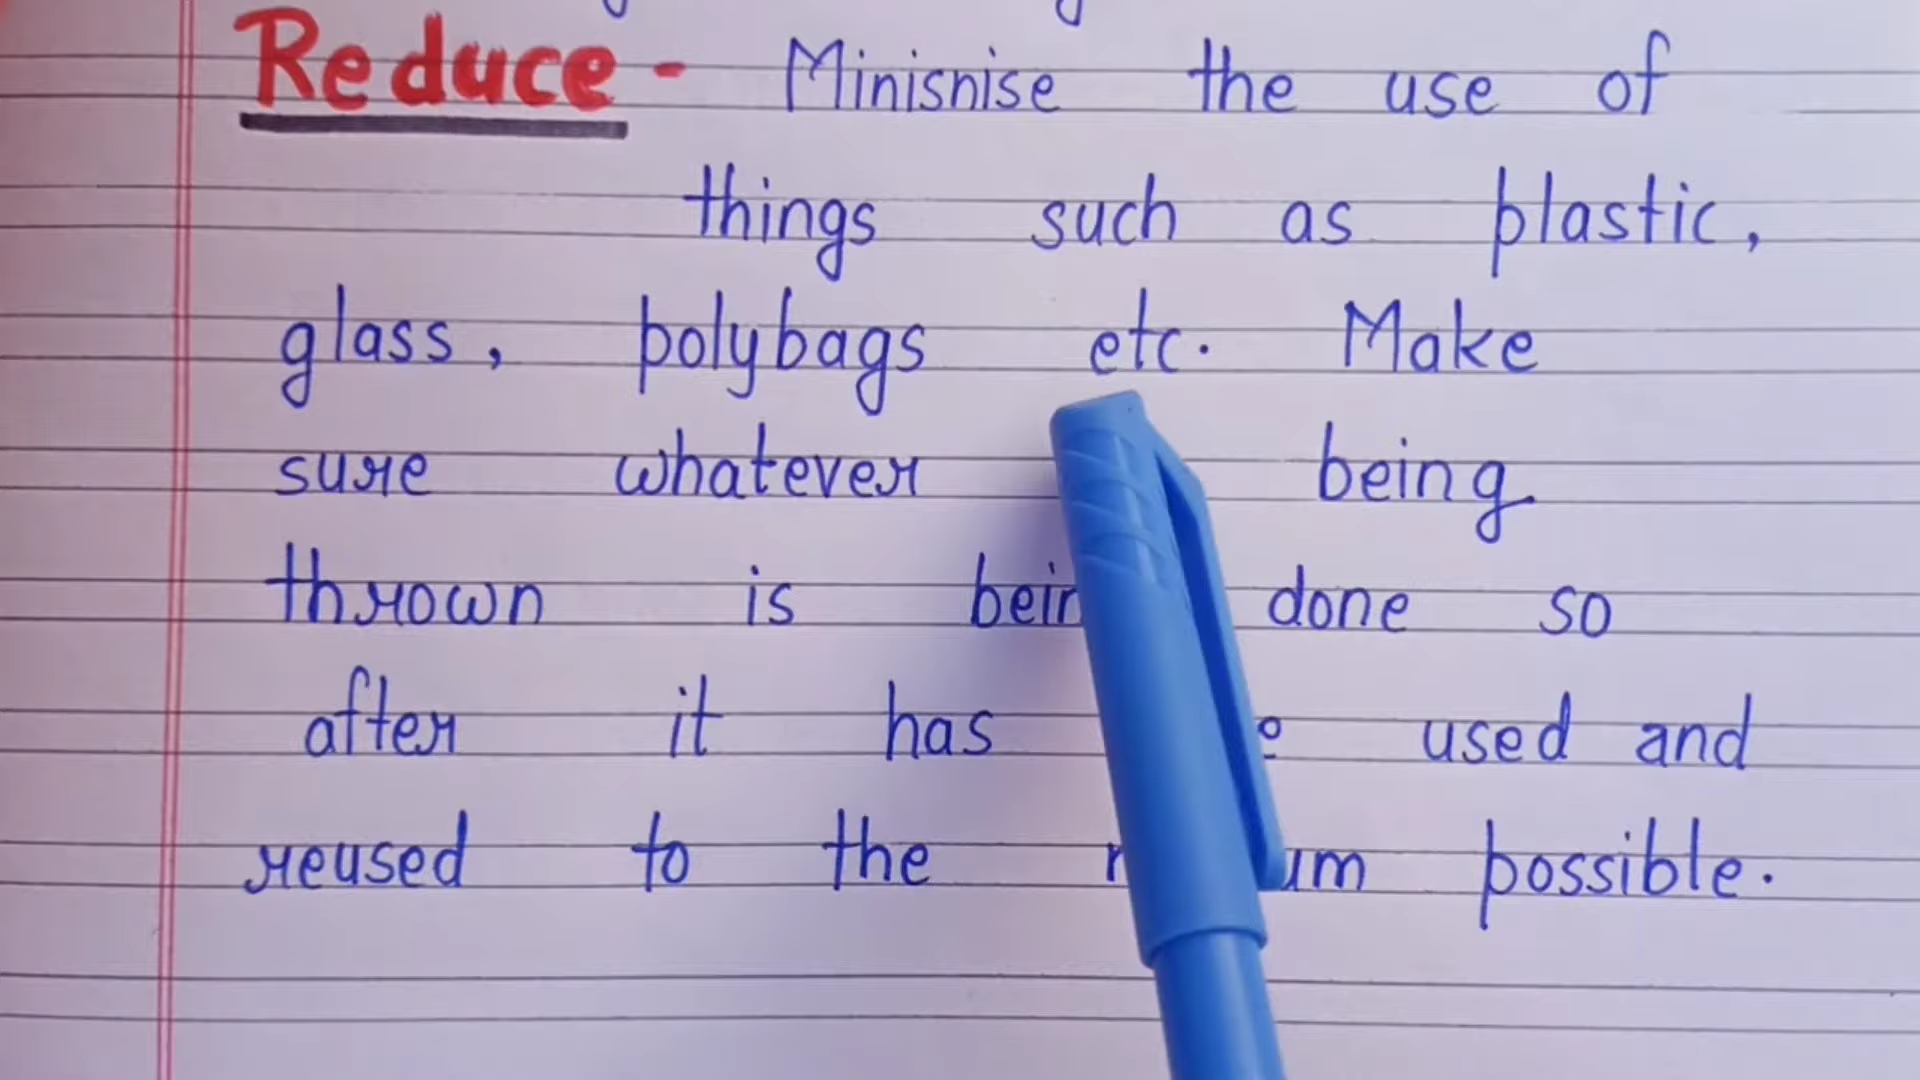 Reduce - Minisnise the use of
things such as plastic,
glass, polybags etc. Make
sure whatever being
thrown is bein done so
after it has used and
reused to the possible.